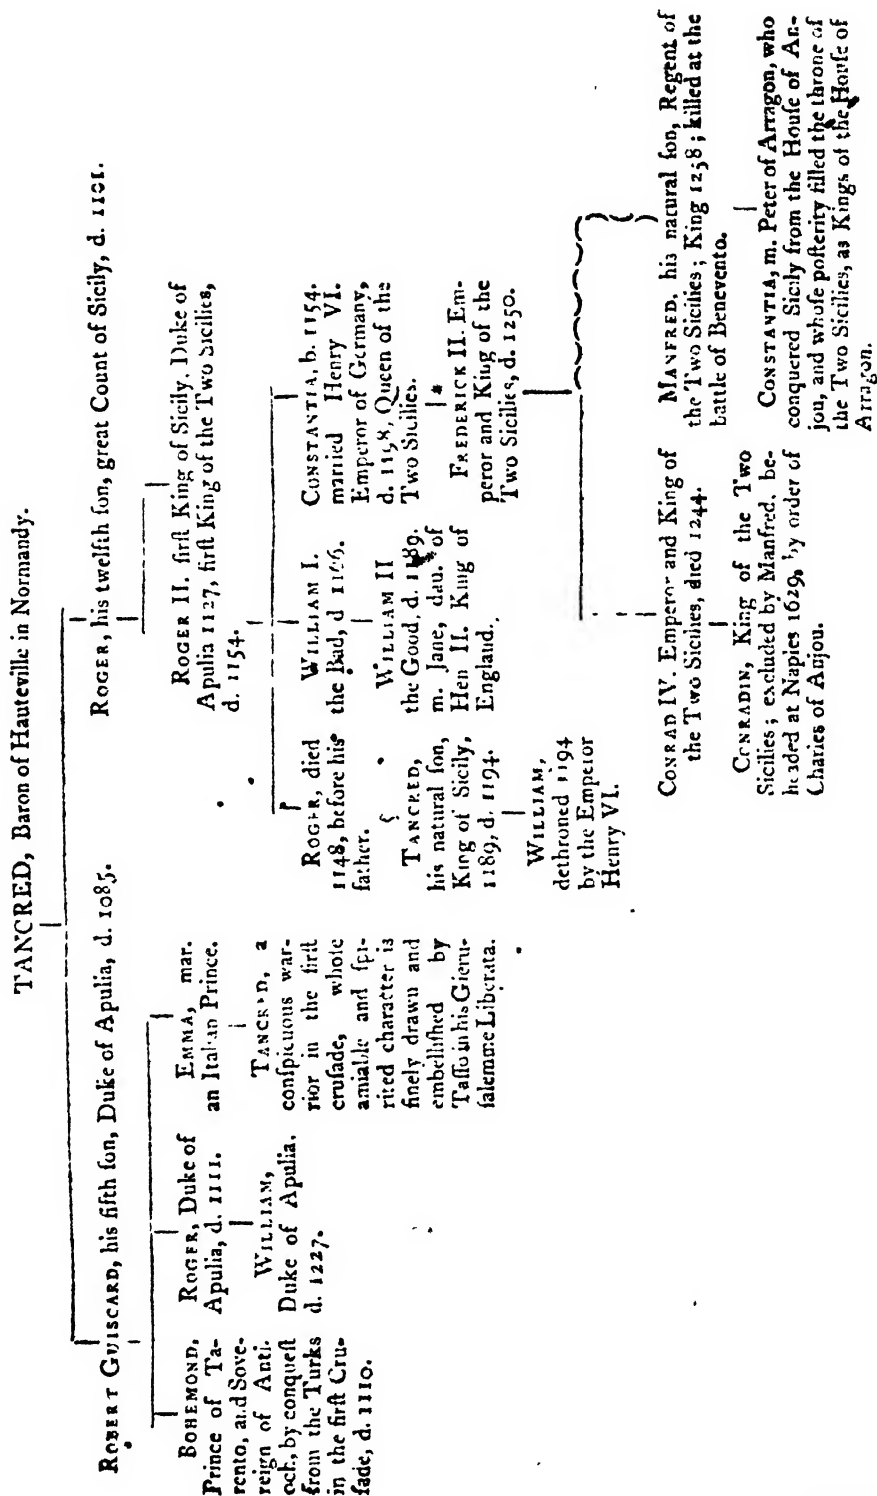 TANCRED, Baron of Hauteville in Normandy.
ROBERT GUISCARD, his fifth ſon, Duke of Apulia, d. 1085.
ROGER, his twelfth ſon, great Count of Sicily, d. 1101.
BOHEMOND,
Prince of Ta-
rento, and Sove-
reign of Anti-
och, by conqueſt
from the Turks
in the firſt Cru-
ſade, d. 1110.
ROGER, Duke of
Apulia, d. 1111.
WILLIAM,
Duke of Apulia.
d. 1227.
EMMA, mar.
an Italian Prince.
TANCRED, a
conſpicuous war-
rior in the firſt
cruſade, whoſe
amiable and ſpi-
rited character is
finely drawn and
embelliſhed by
Taſſo in his Gieru-
ſalemme Liberata.
ROGER II. firſt King of Sicily, Duke of
Apulia 1127, firſt King of the Two Sicilies,
d. 1154.
ROGER, died
1148, before his
father.
TANCRED,
his natural ſon,
King of Sicily,
1189, d. 1194.
WILLIAM,
dethroned 1194
by the Emperor
Henry VI.
WILLIAM I.
the Bad, d 1166.
WILLIAM II
the Good, d. 1189.
m. Jane, dau. of
Hen II. King of
England.
CONSTANTIA, b. 1154.
married Henry VI.
Emperor of Germany,
d. 1198, Queen of the
Two Sicilies.
FREDERICK II. Em-
peror and King of the
Two Sicilies, d. 1250.
CONRAD IV. Emperor and King of
the Two Sicilies, died 1244.
CONRADIN, King of the Two
Sicilies; excluded by Manfred, be-
headed at Naples 1629, by order of
Charles of Anjou.
MANFRED, his natural ſon, Regent of
the Two Sicilies; King 1258; killed at the
battle of Benevento.
CONSTANTIA, m. Peter of Arragon, who
conquered Sicily from the Houſe of An-
jou, and whoſe poſterity filled the throne of
the Two Sicilies, as Kings of the Houſe of
Arragon.